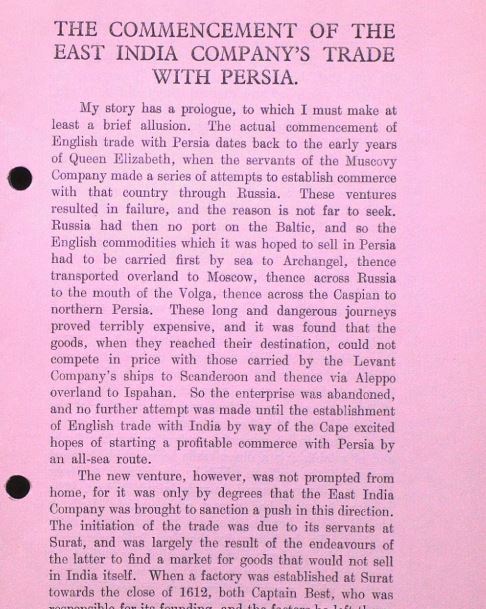 THE COMMENCEMENT OF THE
EAST INDIA COMPANY'S TRADE
WITH PERSIA.
My story has a prologue, to which I must make at
least a brief allusion. The actual commencement of
English trade with Persia dates back to the early years
of Queen Elizabeth, when the servants of the Muscovy
Company made a series of attempts to establish commerce
with that country through Russia. These ventures
resulted in failure, and the reason is not far to seek.
Russia had then no port on the Baltic, and so the
English commodities which it was hoped to sell in Persia
had to be carried first by sea to Archangel, thence
transported overland to Moscow, thence across Russia
to the mouth of the Volga, thence across the Caspian to
northern Persia. These long and dangerous journeys
proved terribly expensive, and it was found that the
goods, when they reached their destination, could not
compete in price with those carried by the Levant
Company's ships to Scanderoon and thence via Aleppo
overland to Ispahan. So the enterprise was abandoned,
and no further attempt was made until the establishment
of English trade with India by way of the Cape excited
hopes of starting a profitable commerce with Persia by
an all-sea route.
The new venture, however, was not prompted from
home, for it was only by degrees that the East India
Company was brought to sanction a push in this direction.
The initiation of the trade was due to its servants at
Surat, and was largely the result of the endeavours of
the latter to find a market for goods that would not sell
in India itself. When a factory was established at Surat
towards the close of 1612, both Captain Best, who was
responsible for its founding, and the factors he left